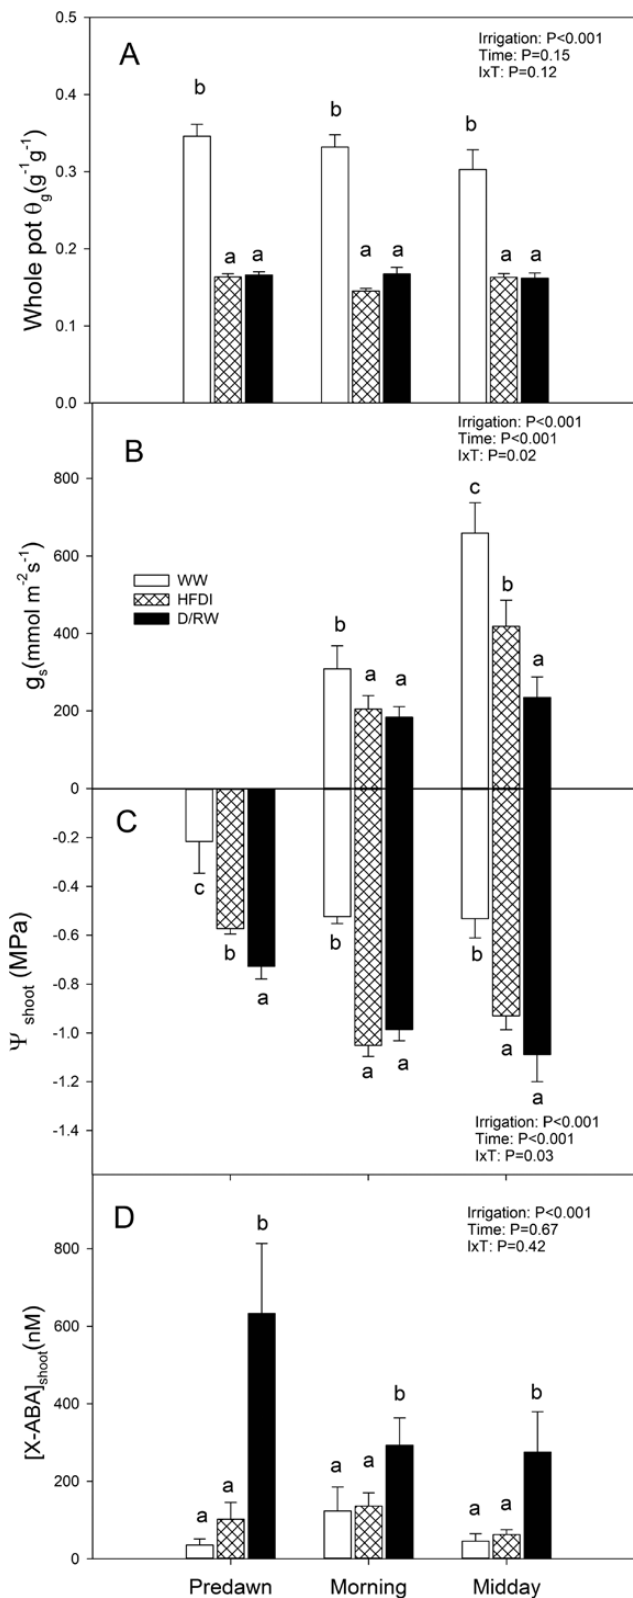 0.5
A
Irrigation: P<0.001
Time: P=0.15
IxT: P=0.12
0.4
0.3
0.2
0.1
0.0
Whole pot θg(g⁻¹g⁻¹)
b
a
a
b
a
a
b
a
a
B
Irrigation: P<0.001
Time: P<0.001
IxT: P=0.02
800
600
400
200
0
gs(mmol m⁻²s⁻¹)
WW
HFDI
D/RW
b
a
a
c
b
a
C
-0.2
-0.4
-0.6
-0.8
-1.0
-1.2
-1.4
Ψ shoot (MPa)
c
b
a
b
a
a
b
a
a
Irrigation: P<0.001
Time: P<0.001
IxT: P=0.03
D
Irrigation: P<0.001
Time: P=0.67
IxT: P=0.42
800
600
400
200
0
[X-ABA]shoot(nM)
a
a
b
a
a
b
a
a
b
Predawn
Morning
Midday